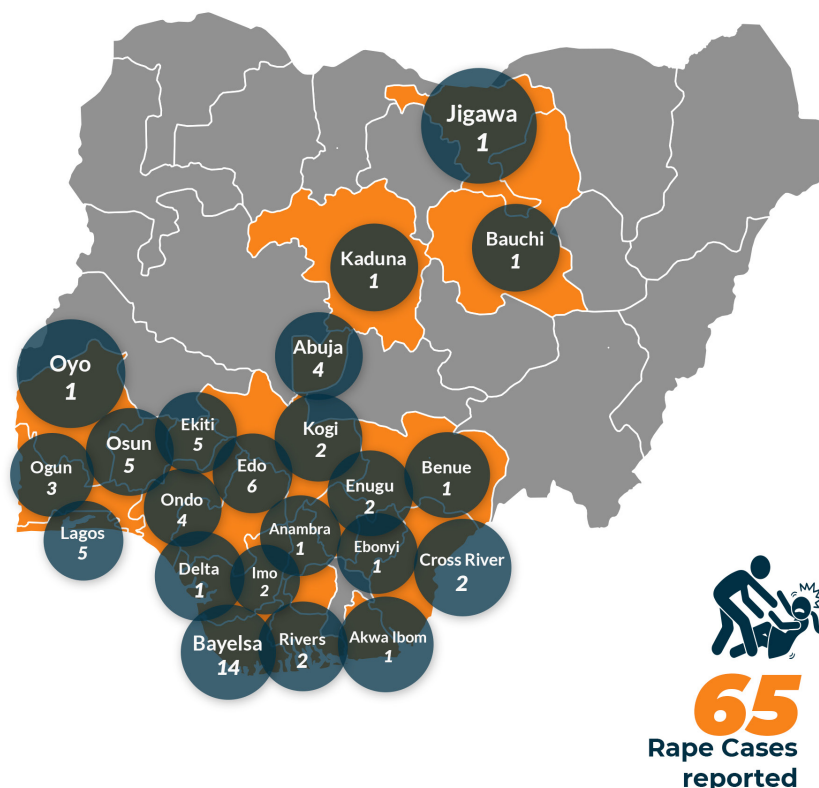 Jigawa
1
Bauchi
1
Kaduna
1
Abuja
4
Oyo
1
Ekiti
5
Kogi
2
Osun
5
Edo
6
Benue
1
Ogun
3
Enugu
2
Ondo
4
Lagos
5
Anambra
1
Ebonyi
1
Cross River
2
Delta
1
Imo
2
Bayelsa
14
Rivers
2
Akwa Ibom
1
65
Rape Cases
reported